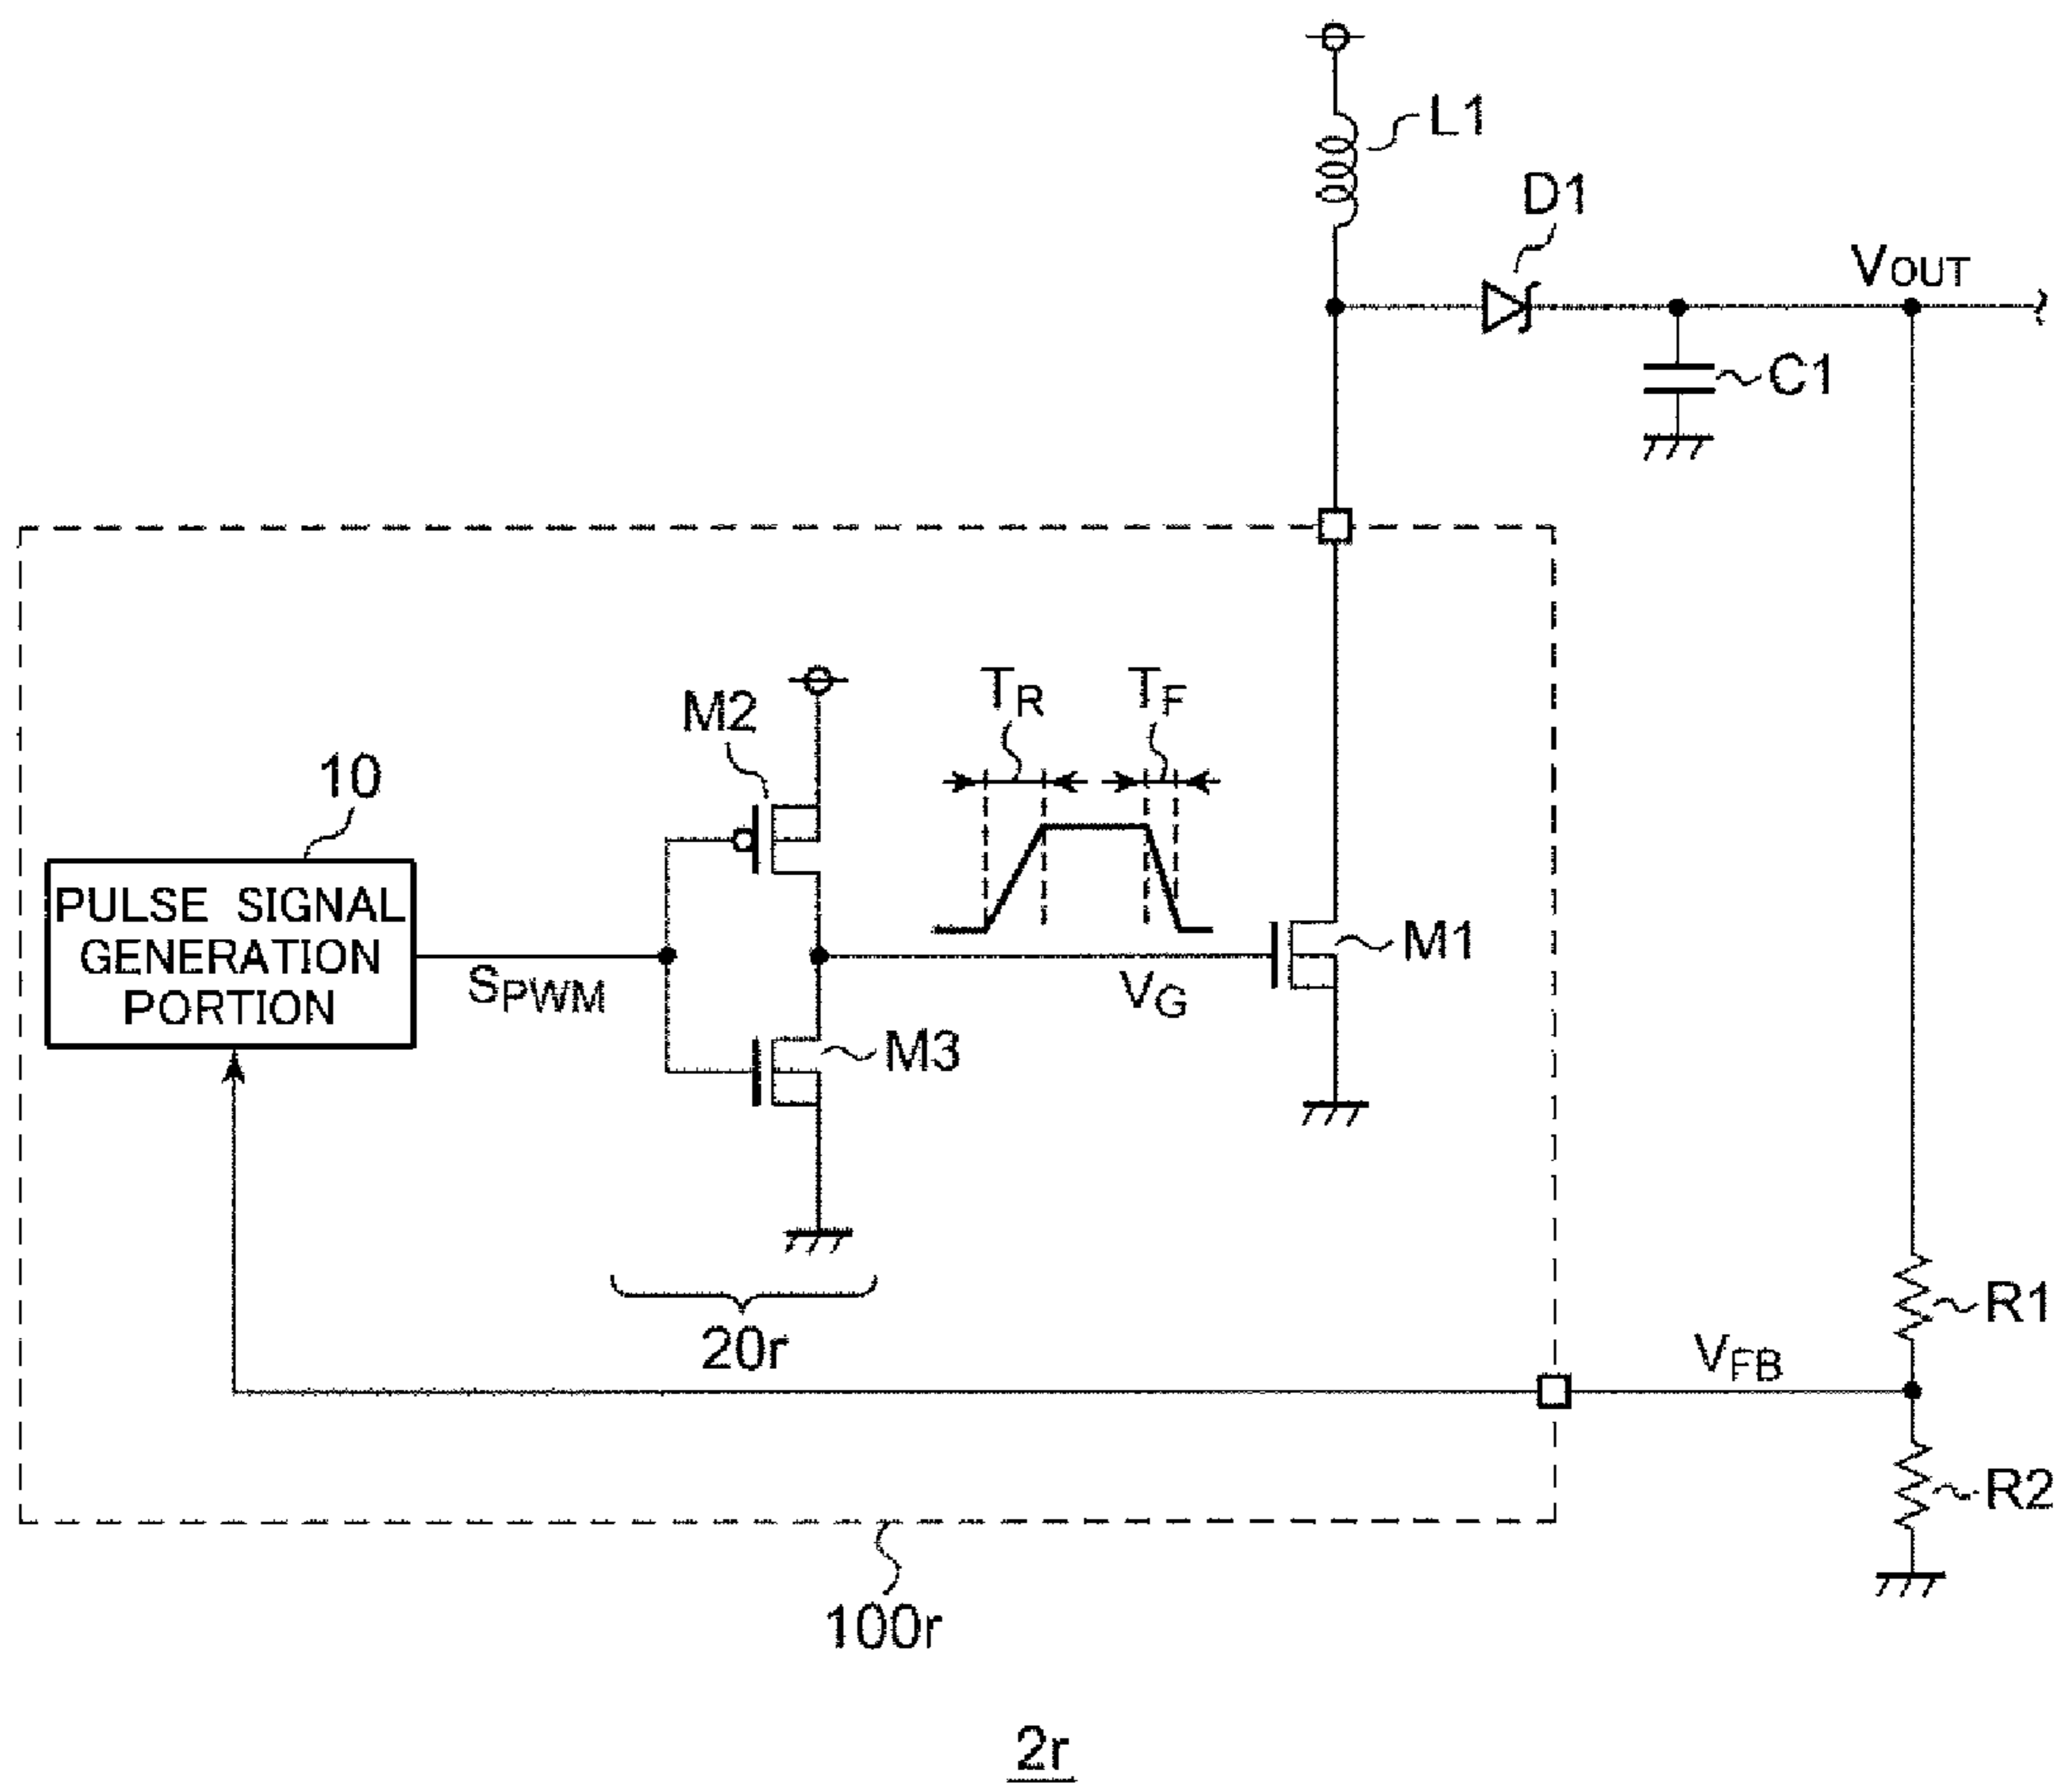 L1
D1
VOUT
C1
TR
TF
M2
10
PULSE SIGNAL
GENERATION
PORTION
SPWM
M1
VG
M3
R1
20r
VFB
R2
100r
2r